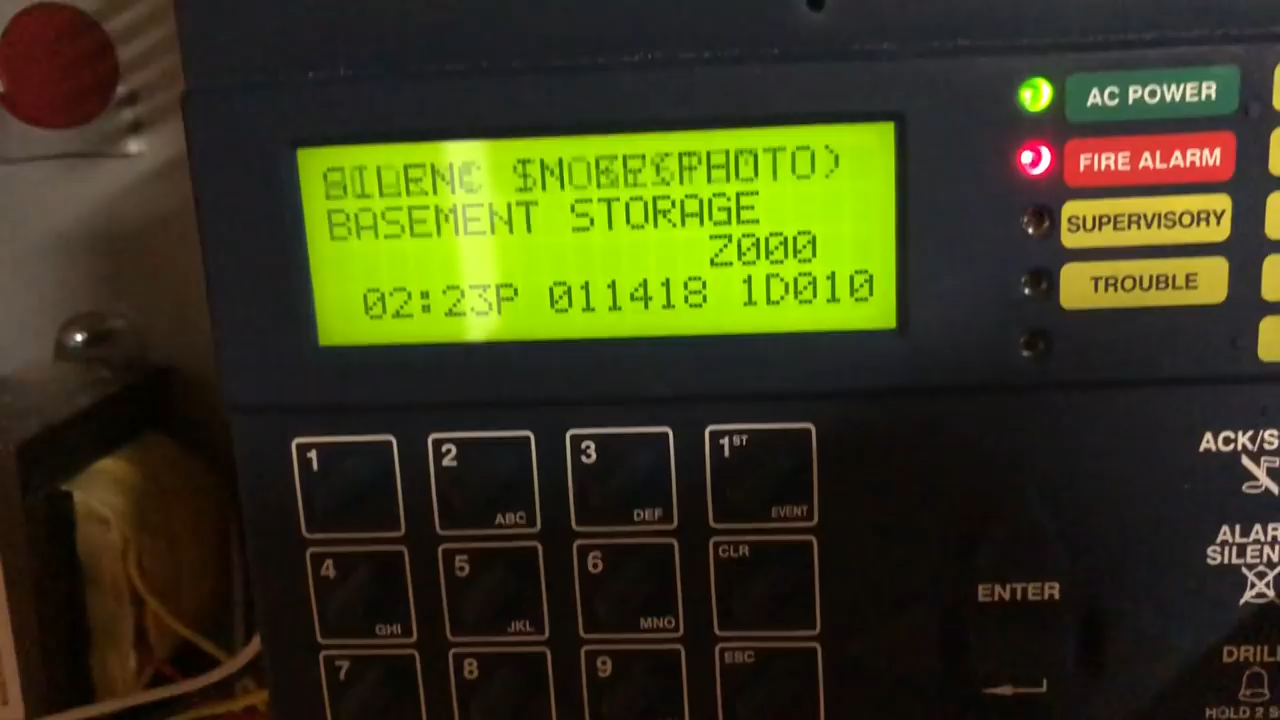 SMOKE(PHOTO)
BASEMENT STORAGE
Z000
02:23P 011418 1D010
AC POWER
FIRE ALARM
SUPERVISORY
TROUBLE
1
2 ABC
3 DEF
1ST EVENT
4 GHI
5 JKL
6 MNO
CLR
7
8
9
ESC
ENTER
ACK/S
ALAR
SILEN
DRIL
HOLD 2 S